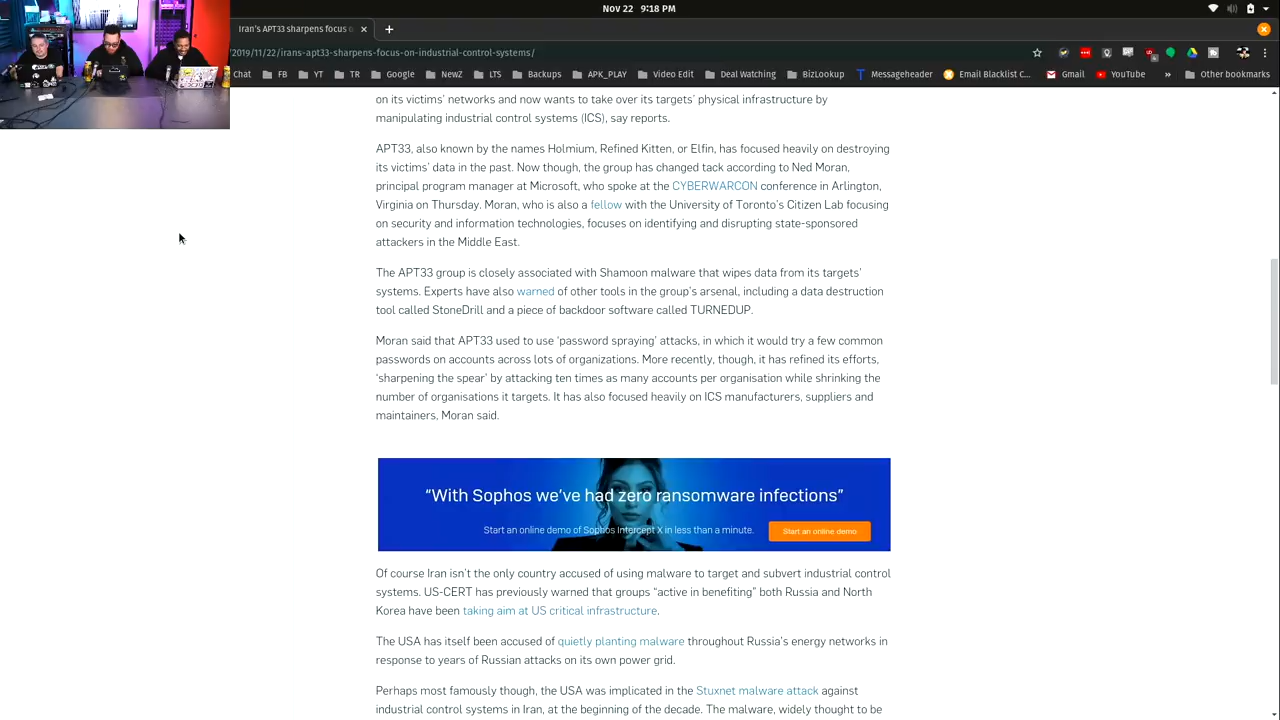 Nov 22 9:18 PM
Iran's APT33 sharpens focus o
/2019/11/22/irans-apt33-sharpens-focus-on-industrial-control-systems/
Chat FB YT TR Google NewZ Backups APK_PLAY Deal Watching BizLookup Messageheader Email Blacklist C... Gmail YouTube » Other bookmarks
on its victims' networks and now wants to take over its targets' physical infrastructure by
manipulating industrial control systems (ICS), say reports.
APT33, also known by the names Holmium, Refined Kitten, or Elfin, has focused heavily on destroying
its victims' data in the past. Now though, the group has changed tack according to Ned Moran,
principal program manager at Microsoft, who spoke at the CYBERWARCON conference in Arlington,
Virginia on Thursday. Moran, who is also a fellow with the University of Toronto's Citizen Lab focusing
on security and information technologies, focuses on identifying and disrupting state-sponsored
attackers in the Middle East.
The APT33 group is closely associated with Shamoon malware that wipes data from its targets'
systems. Experts have also warned of other tools in the group's arsenal, including a data destruction
tool called StoneDrill and a piece of backdoor software called TURNEDUP.
Moran said that APT33 used to use 'password spraying' attacks, in which it would try a few common
passwords on accounts across lots of organizations. More recently, though, it has refined its efforts,
'sharpening the spear' by attacking ten times as many accounts per organisation while shrinking the
number of organisations it targets. It has also focused heavily on ICS manufacturers, suppliers and
maintainers, Moran said.
"With Sophos we've had zero ransomware infections"
Start an online demo of Sophos Intercept X in less than a minute. Start an online demo
Of course Iran isn't the only country accused of using malware to target and subvert industrial control
systems. US-CERT has previously warned that groups "active in benefiting" both Russia and North
Korea have been taking aim at US critical infrastructure.
The USA has itself been accused of quietly planting malware throughout Russia's energy networks in
response to years of Russian attacks on its own power grid.
Perhaps most famously though, the USA was implicated in the Stuxnet malware attack against
industrial control systems in Iran, at the beginning of the decade. The malware, widely thought to be